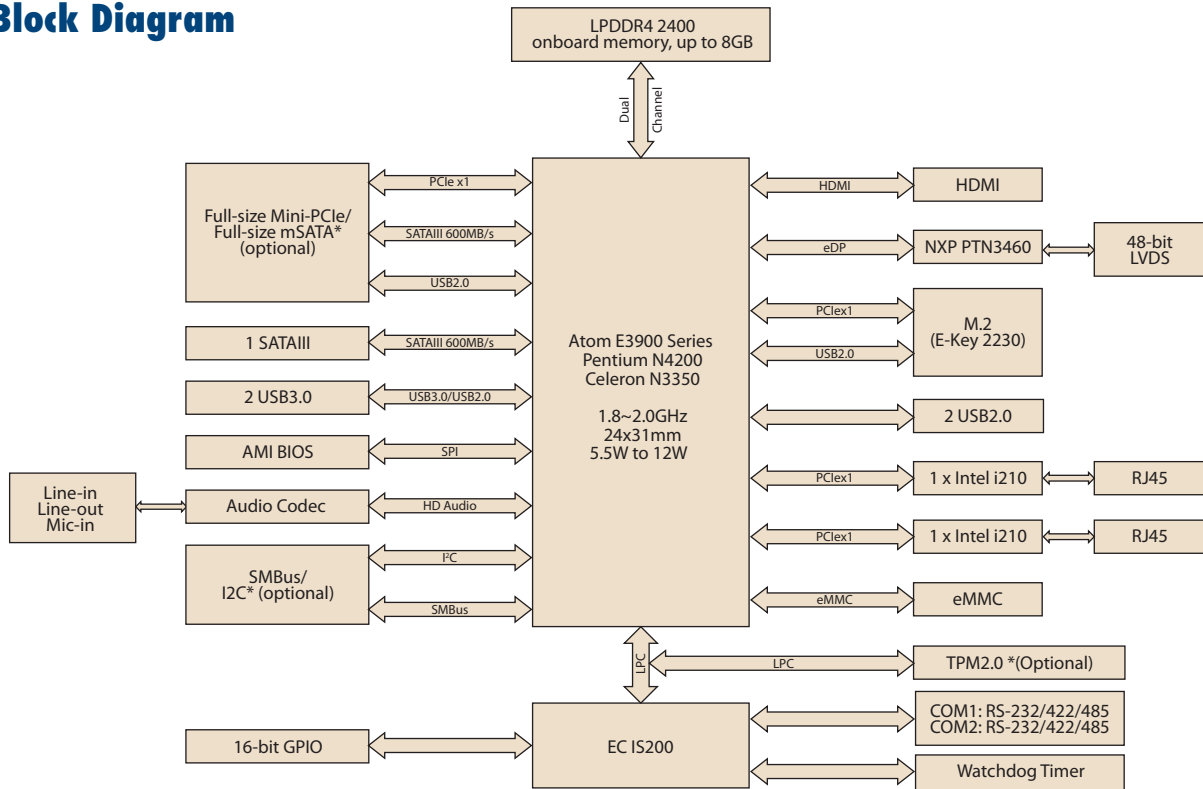 Block Diagram
LPDDR4 2400
onboard memory, up to 8GB
Dual
Channel
Full-size Mini-PCIe/
Full-size mSATA*
(optional)
PCIe x1
SATAIII 600MB/s
USB2.0
1 SATAIII
SATAIII 600MB/s
2 USB3.0
USB3.0/USB2.0
AMI BIOS
SPI
Line-in
Line-out
Mic-in
Audio Codec
HD Audio
SMBus/
I2C* (optional)
I²C
SMBus
Atom E3900 Series
Pentium N4200
Celeron N3350
1.8~2.0GHz
24x31mm
5.5W to 12W
HDMI
HDMI
eDP
NXP PTN3460
48-bit
LVDS
PCIex1
USB2.0
M.2
(E-Key 2230)
2 USB2.0
PCIex1
1 x Intel i210
RJ45
PCIex1
1 x Intel i210
RJ45
eMMC
eMMC
LPC
LPC
TPM2.0 *(Optional)
16-bit GPIO
EC IS200
COM1: RS-232/422/485
COM2: RS-232/422/485
Watchdog Timer